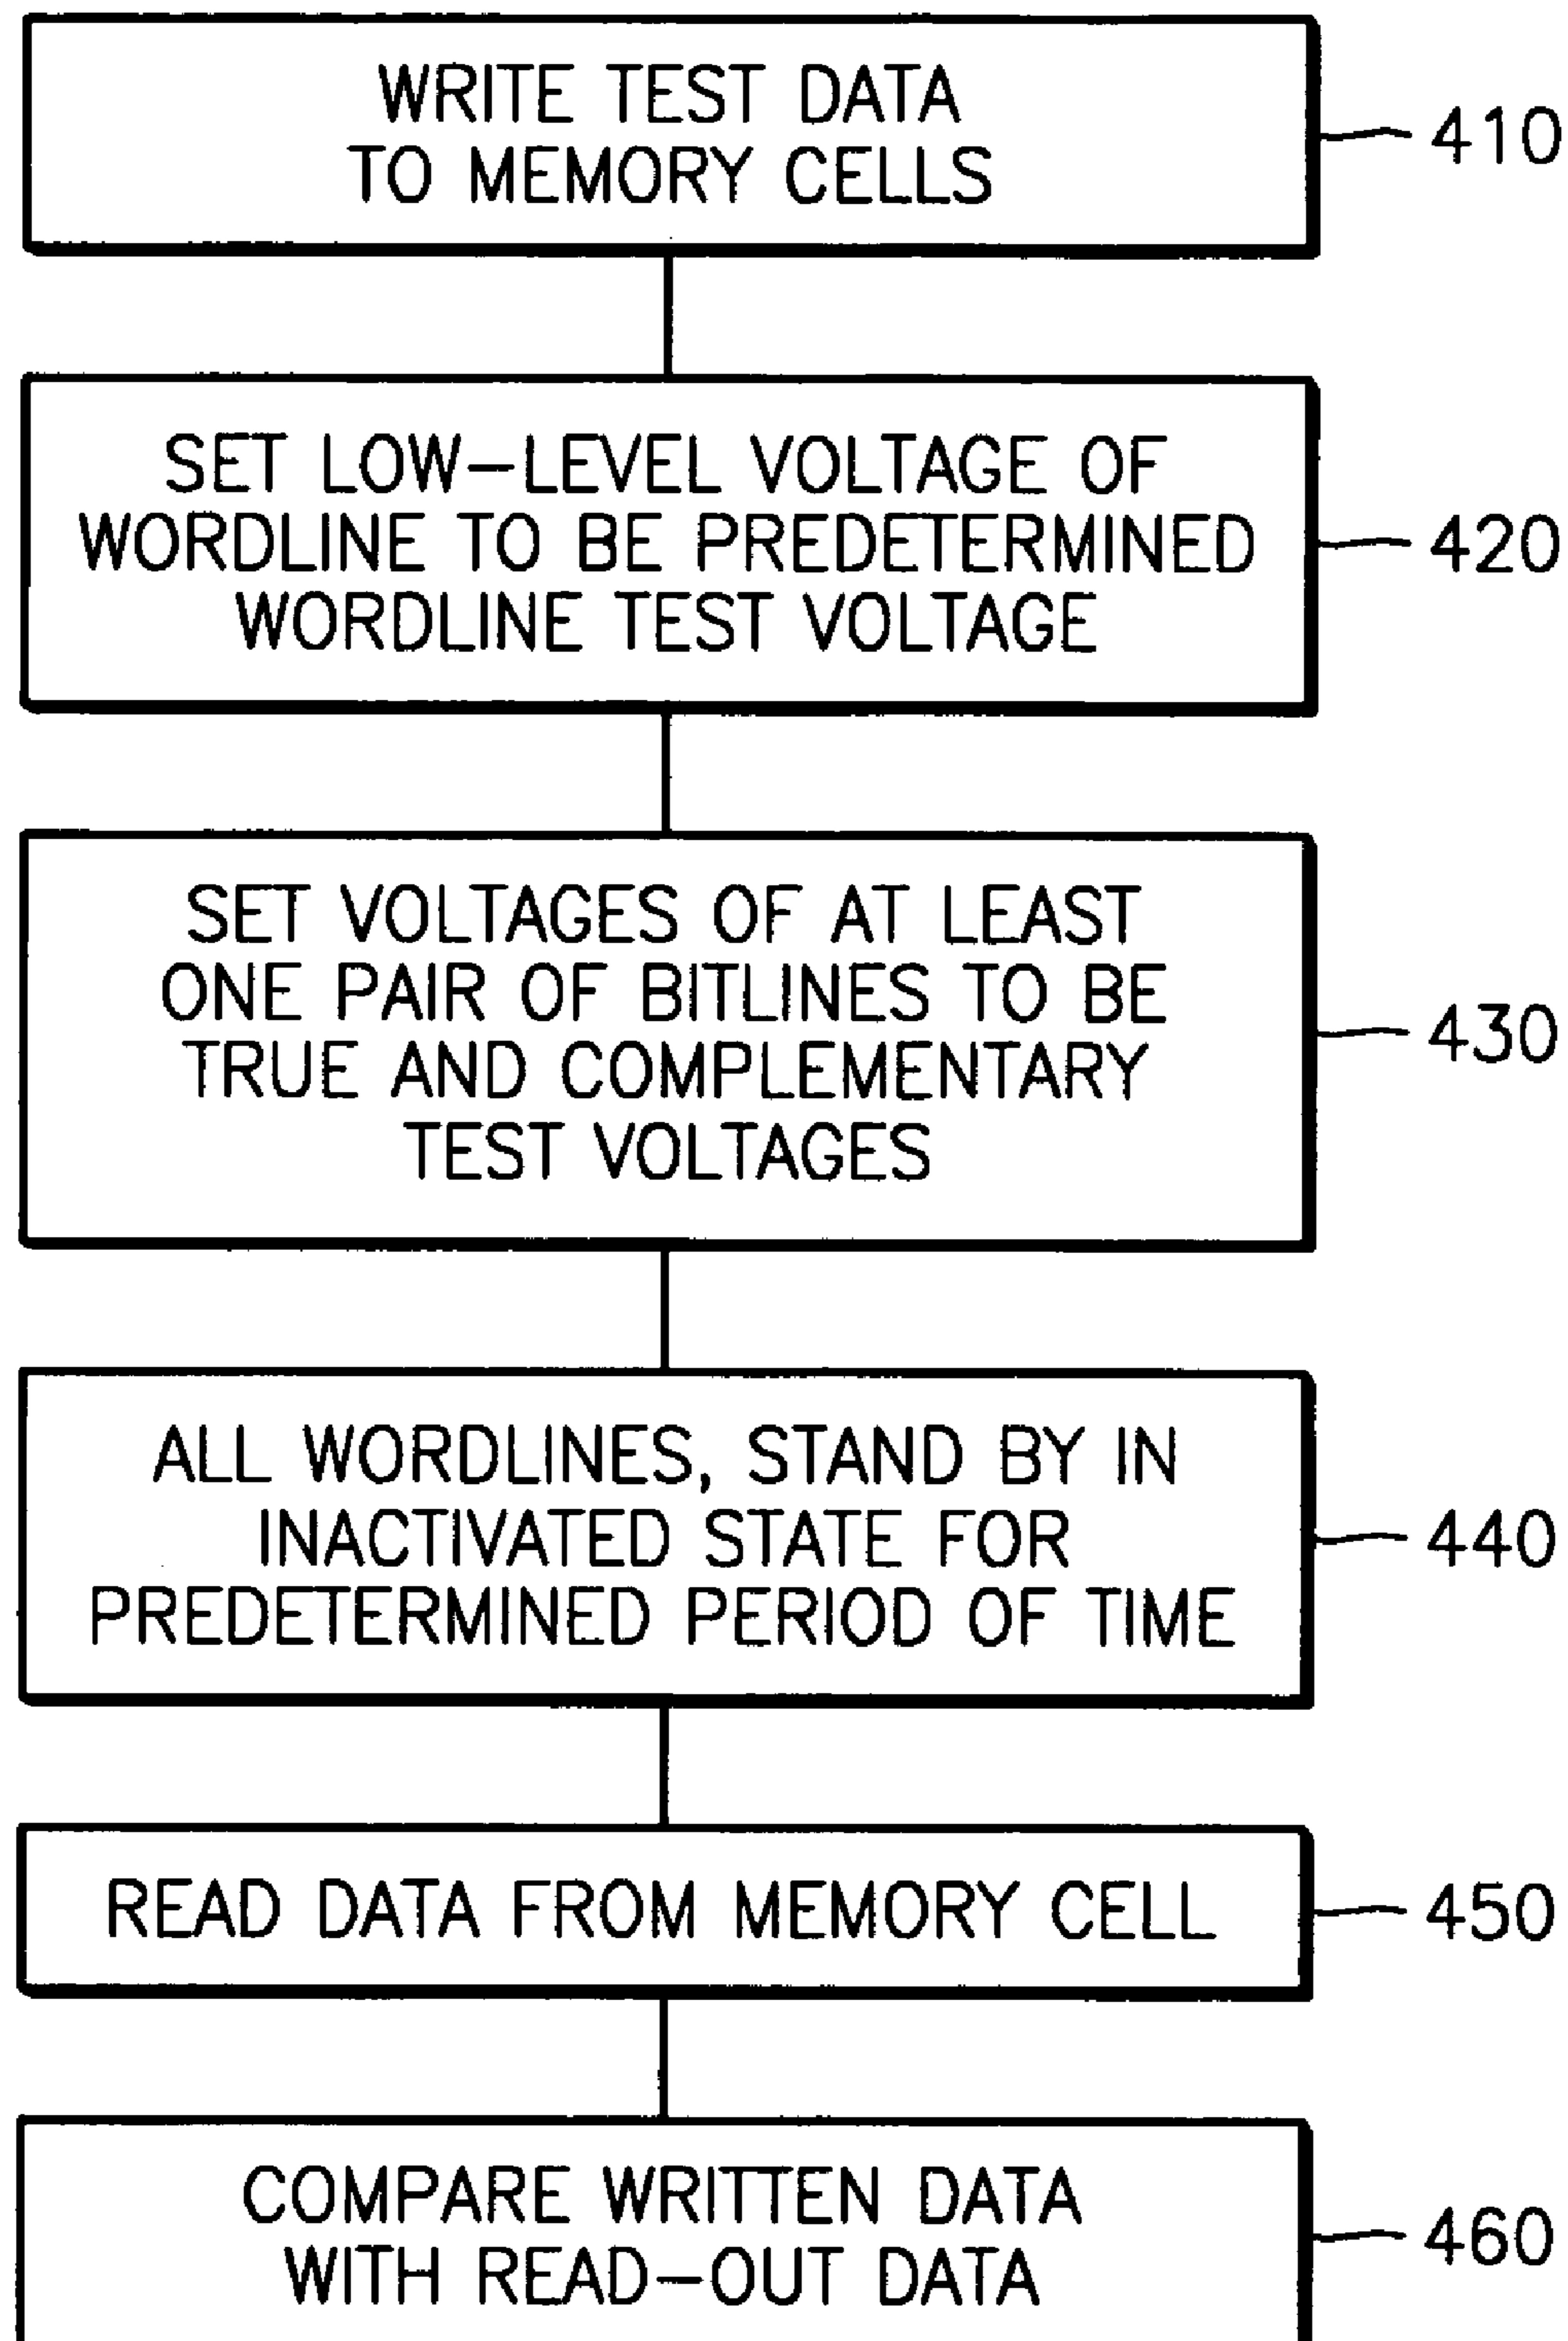 WRITE TEST DATA
TO MEMORY CELLS
410
SET LOW-LEVEL VOLTAGE OF
WORDLINE TO BE PREDETERMINED
WORDLINE TEST VOLTAGE
420
SET VOLTAGES OF AT LEAST
ONE PAIR OF BITLINES TO BE
TRUE AND COMPLEMENTARY
TEST VOLTAGES
430
ALL WORDLINES, STAND BY IN
INACTIVATED STATE FOR
PREDETERMINED PERIOD OF TIME
440
READ DATA FROM MEMORY CELL
450
COMPARE WRITTEN DATA
WITH READ-OUT DATA
460